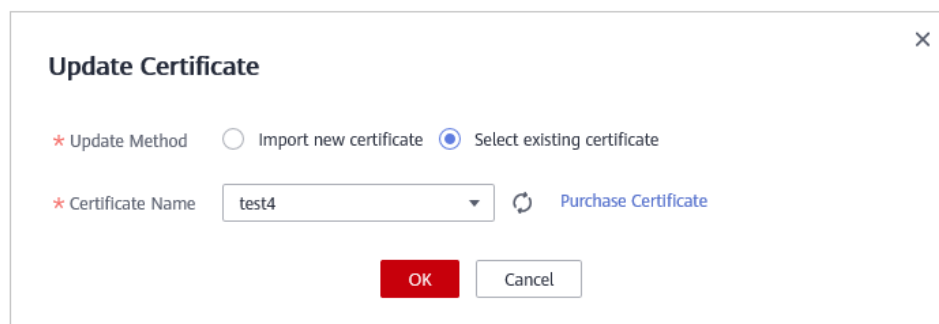 Update Certificate
* Update Method Import new certificate Select existing certificate
* Certificate Name test4 Purchase Certificate
OK Cancel